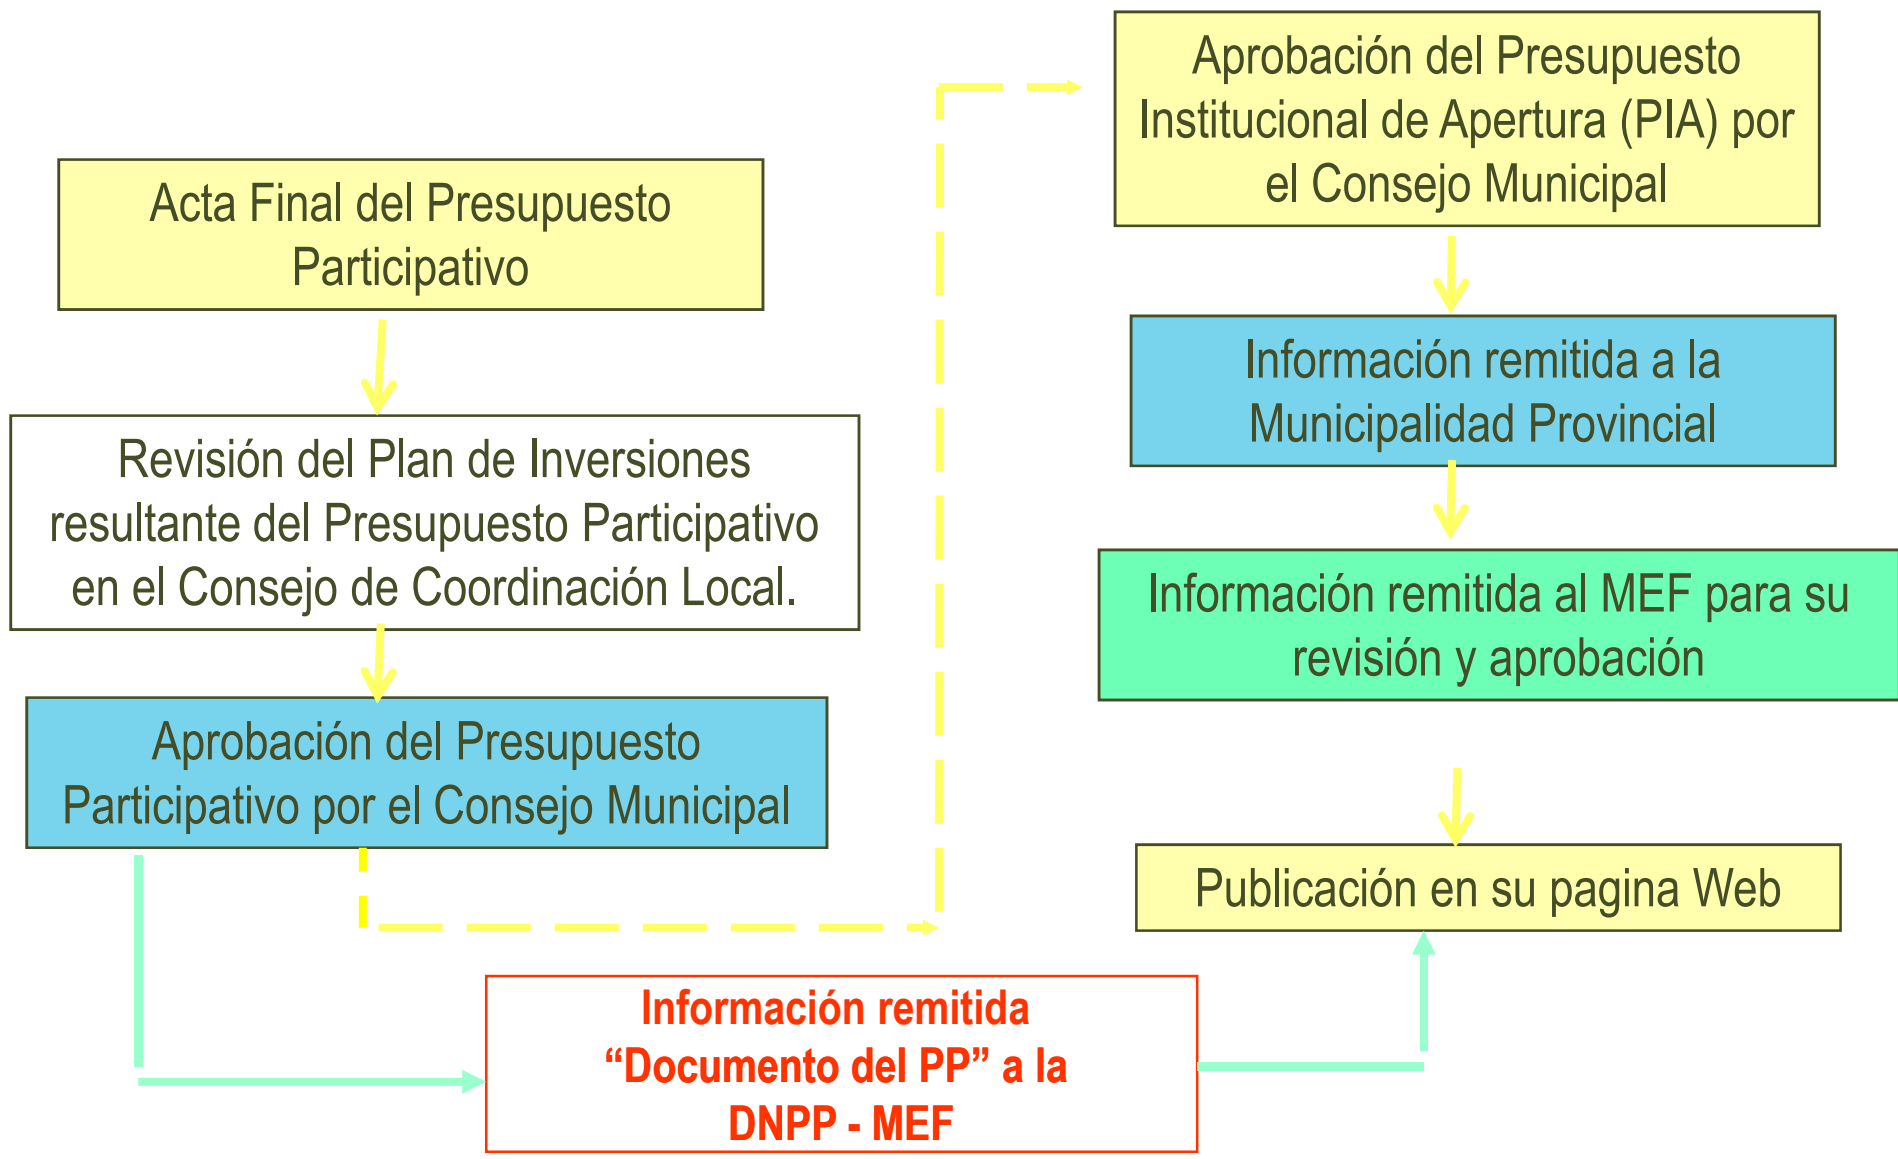 Acta Final del Presupuesto
Participativo
Revisión del Plan de Inversiones
resultante del Presupuesto Participativo
en el Consejo de Coordinación Local.
Aprobación del Presupuesto
Participativo por el Consejo Municipal
Información remitida
“Documento del PP” a la
DNPP - MEF
Aprobación del Presupuesto
Institucional de Apertura (PIA) por
el Consejo Municipal
Información remitida a la
Municipalidad Provincial
Información remitida al MEF para su
revisión y aprobación
Publicación en su pagina Web